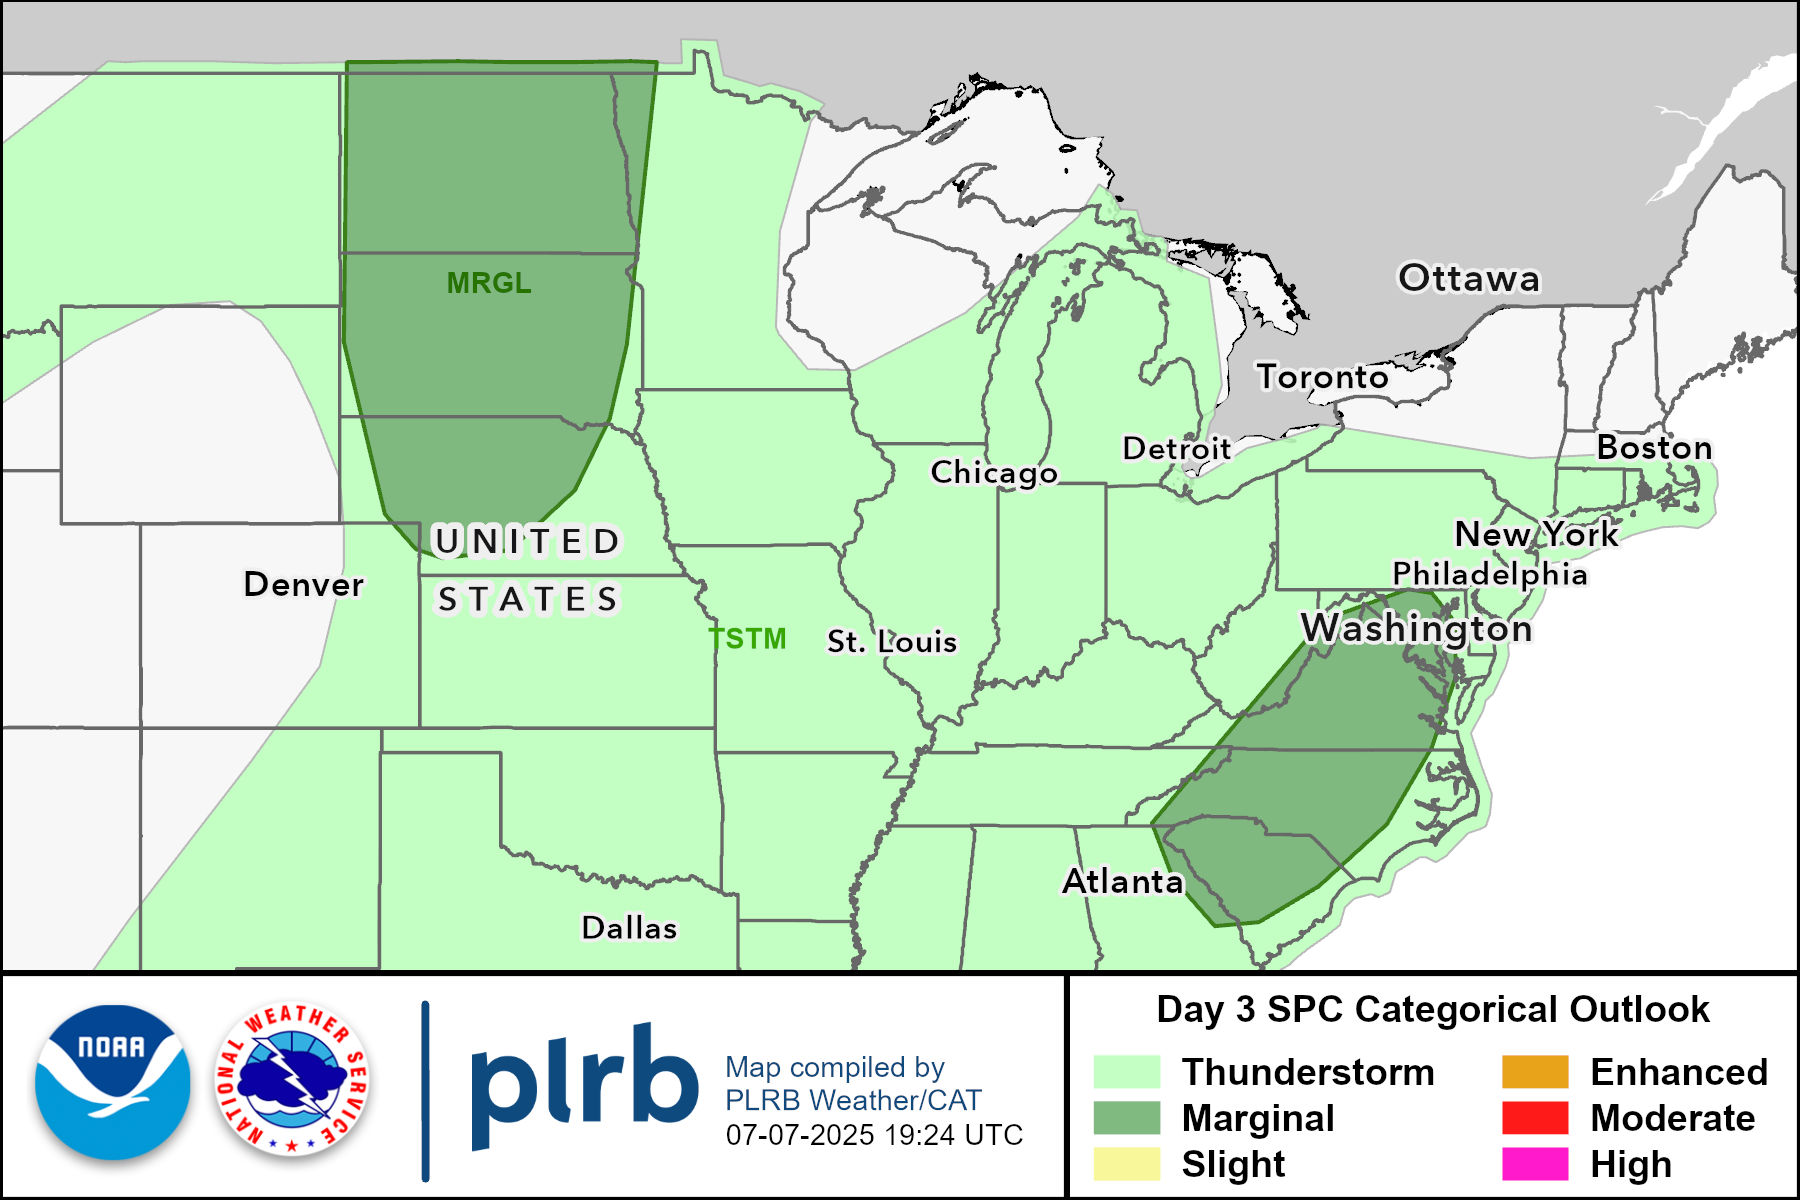 MRGL
Ottawa
Toronto
Detroit
Boston
Chicago
New York
UNITED
STATES
Denver
Philadelphia
Washington
TSTM
St. Louis
Atlanta
Dallas
NOAA
NATIONAL WEATHER SERVICE
plrb
Map compiled by
PLRB Weather/CAT
07-07-2025 19:24 UTC
Day 3 SPC Categorical Outlook
Thunderstorm
Marginal
Slight
Enhanced
Moderate
High